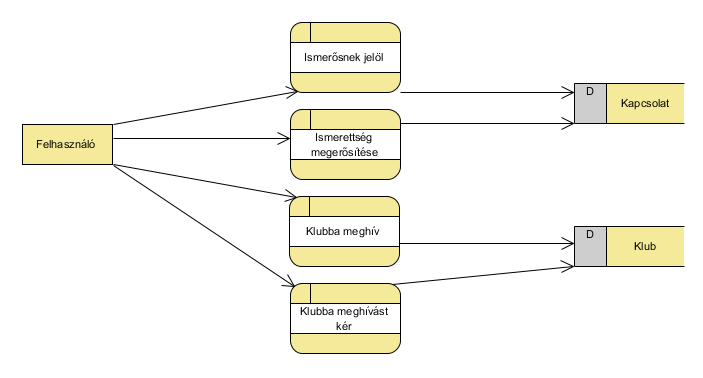 Ismerősnek jelöl
D
Kapcsolat
Felhasználó
Ismerettség
megerősítése
Klubba meghív
D
Klub
Klubba meghívást
kér